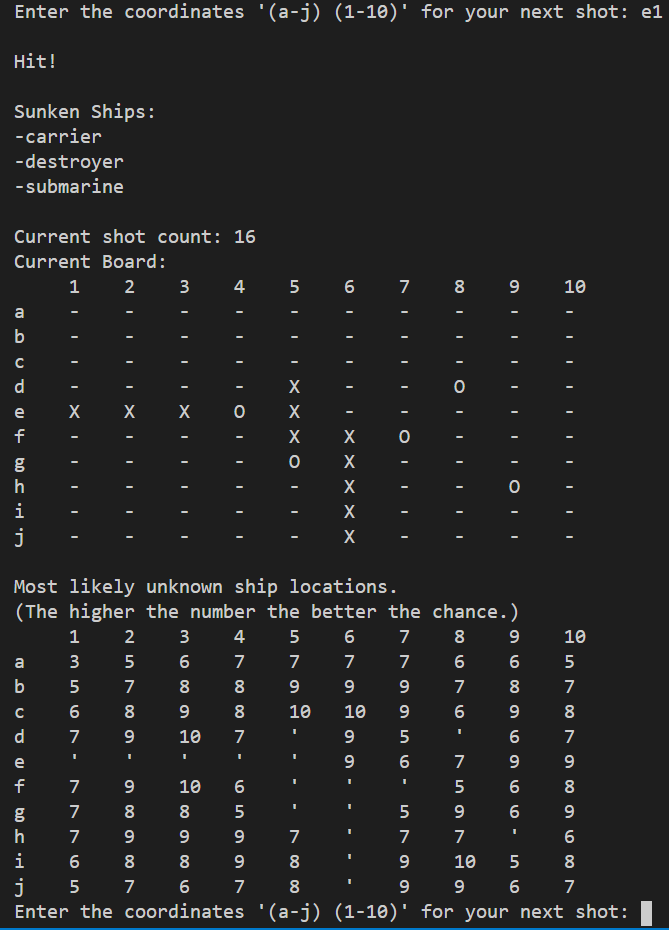 Enter the coordinates '(a-j) (1-10)' for your next shot: e1
Hit!
Sunken Ships:
-carrier
-destroyer
-submarine
Current shot count: 16
Current Board:
1 2 3 4 5 6 7 8 9 10
a - - - - - - - - - -
b - - - - - - - - - -
c - - - - - - - - - -
d - - - - X - - O - -
e X X X O X - - - - -
f - - - - X X O - - -
g - - - - O X - - - -
h - - - - - X - - O -
i - - - - - X - - - -
j - - - - - X - - - -
Most likely unknown ship locations.
(The higher the number the better the chance.)
1 2 3 4 5 6 7 8 9 10
a 3 5 6 7 7 7 7 6 6 5
b 5 7 8 8 9 9 9 7 8 7
c 6 8 9 8 10 10 9 6 9 8
d 7 9 10 7 ' 9 5 ' 6 7
e ' ' ' ' ' 9 6 7 9 9
f 7 9 10 6 ' ' ' 5 6 8
g 7 8 8 5 ' ' 5 9 6 9
h 7 9 9 9 7 ' 7 7 ' 6
i 6 8 8 9 8 ' 9 10 5 8
j 5 7 6 7 8 ' 9 9 6 7
Enter the coordinates '(a-j) (1-10)' for your next shot: